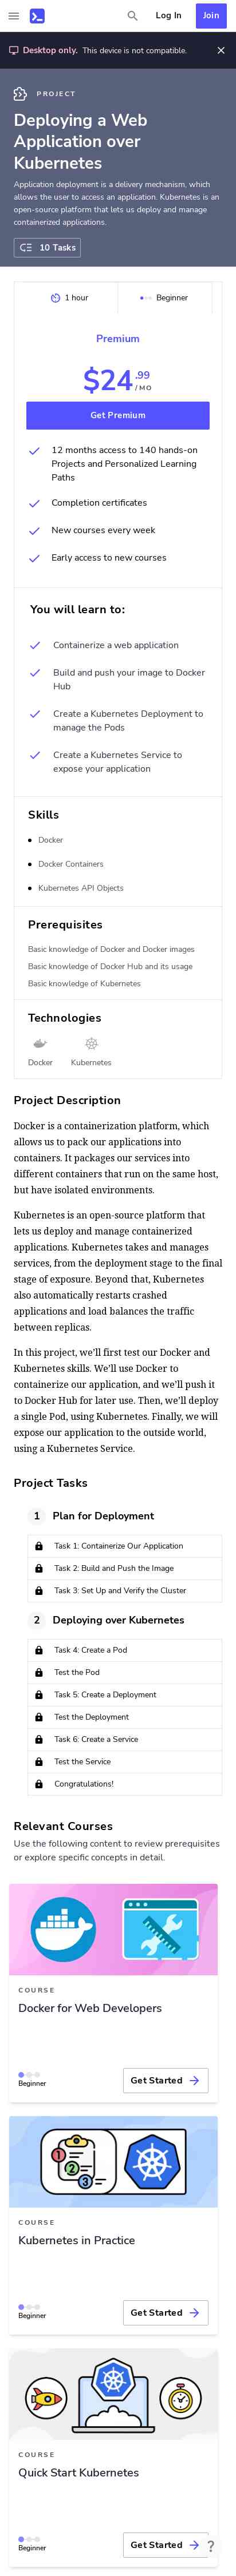 Log In
Join
Desktop only. This device is not compatible.
PROJECT
Deploying a Web
Application over
Kubernetes
Application deployment is a delivery mechanism, which
allows the user to access an application. Kubernetes is an
open-source platform that lets us deploy and manage
containerized applications.
10 Tasks
1 hour
Beginner
Premium
$24.99
/ MO
Get Premium
12 months access to 140 hands-on
Projects and Personalized Learning
Paths
Completion certificates
New courses every week
Early access to new courses
You will learn to:
Containerize a web application
Build and push your image to Docker
Hub
Create a Kubernetes Deployment to
manage the Pods
Create a Kubernetes Service to
expose your application
Skills
Docker
Docker Containers
Kubernetes API Objects
Prerequisites
Basic knowledge of Docker and Docker images
Basic knowledge of Docker Hub and its usage
Basic knowledge of Kubernetes
Technologies
Docker
Kubernetes
Project Description
Docker is a containerization platform, which
allows us to pack our applications into
containers. It packages our services into
different containers that run on the same host,
but have isolated environments.
Kubernetes is an open-source platform that
lets us deploy and manage containerized
applications. Kubernetes takes and manages
services, from the deployment stage to the final
stage of exposure. Beyond that, Kubernetes
also automatically restarts crashed
applications and load balances the traffic
between replicas.
In this project, we'll first test our Docker and
Kubernetes skills. We'll use Docker to
containerize our application, and we'll push it
to Docker Hub for later use. Then, we'll deploy
a single Pod, using Kubernetes. Finally, we will
expose our application to the outside world,
using a Kubernetes Service.
Project Tasks
1 Plan for Deployment
Task 1: Containerize Our Application
Task 2: Build and Push the Image
Task 3: Set Up and Verify the Cluster
2 Deploying over Kubernetes
Task 4: Create a Pod
Test the Pod
Task 5: Create a Deployment
Test the Deployment
Task 6: Create a Service
Test the Service
Congratulations!
Relevant Courses
Use the following content to review prerequisites
or explore specific concepts in detail.
COURSE
Docker for Web Developers
Beginner
Get Started
1
2
3
COURSE
Kubernetes in Practice
Beginner
Get Started
COURSE
Quick Start Kubernetes
Beginner
Get Started
?